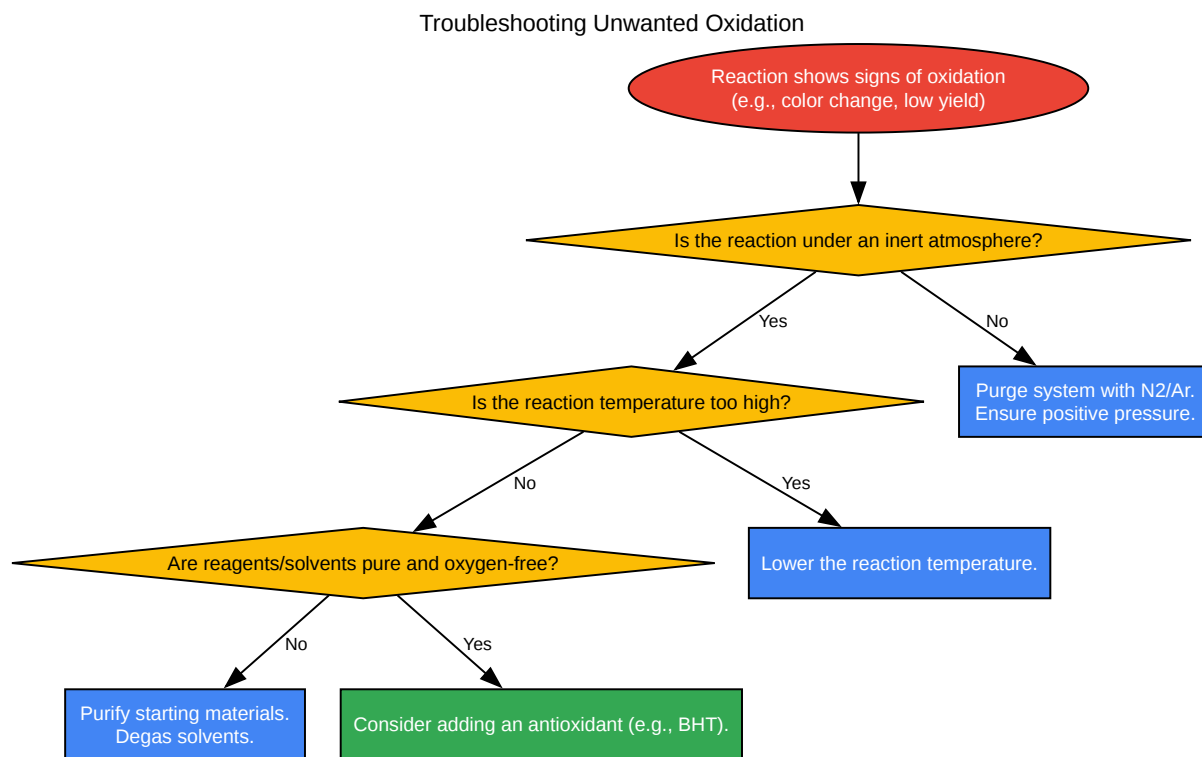 Troubleshooting Unwanted Oxidation
Reaction shows signs of oxidation
(e.g., color change, low yield)
Is the reaction under an inert atmosphere?
Yes
No
Is the reaction temperature too high?
Purge system with N2/Ar.
Ensure positive pressure.
No
Yes
Are reagents/solvents pure and oxygen-free?
Lower the reaction temperature.
No
Yes
Purify starting materials.
Degas solvents.
Consider adding an antioxidant (e.g., BHT).